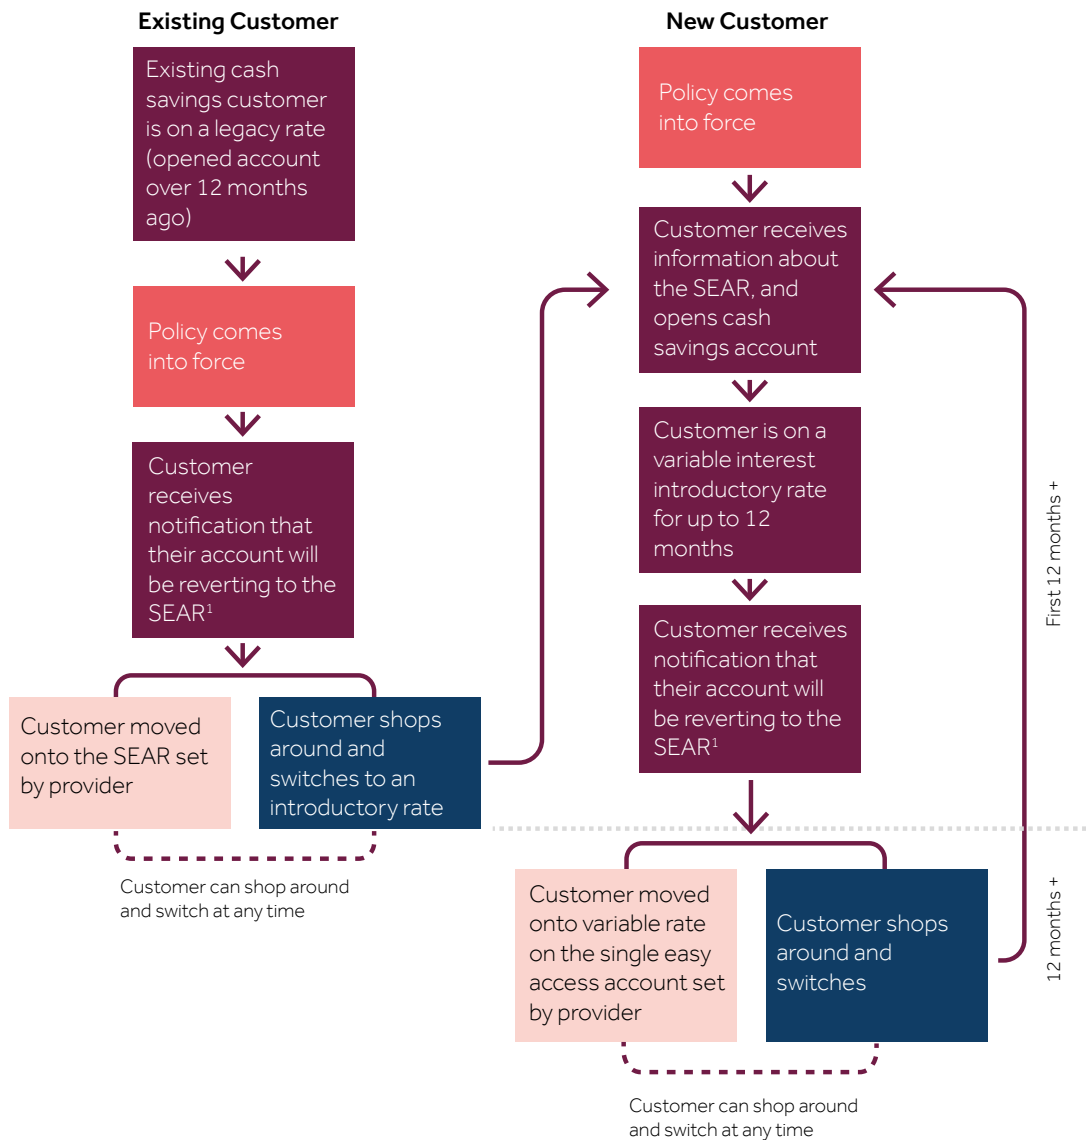 Existing Customer
Existing cash
savings customer
is on a legacy rate
(opened account
over 12 months
ago)
Policy comes
into force
Customer
receives
notification that
their account will
be reverting to the
SEAR¹
Customer moved
onto the SEAR set
by provider
Customer shops
around and
switches to an
introductory rate
Customer can shop around
and switch at any time
New Customer
Policy comes
into force
Customer receives
information about
the SEAR, and
opens cash
savings account
Customer is on a
variable interest
introductory rate
for up to 12
months
Customer receives
notification that
their account will
be reverting to the
SEAR¹
Customer moved
onto variable rate
on the single easy
access account set
by provider
Customer shops
around and
switches
Customer can shop around
and switch at any time
First 12 months +
12 months +